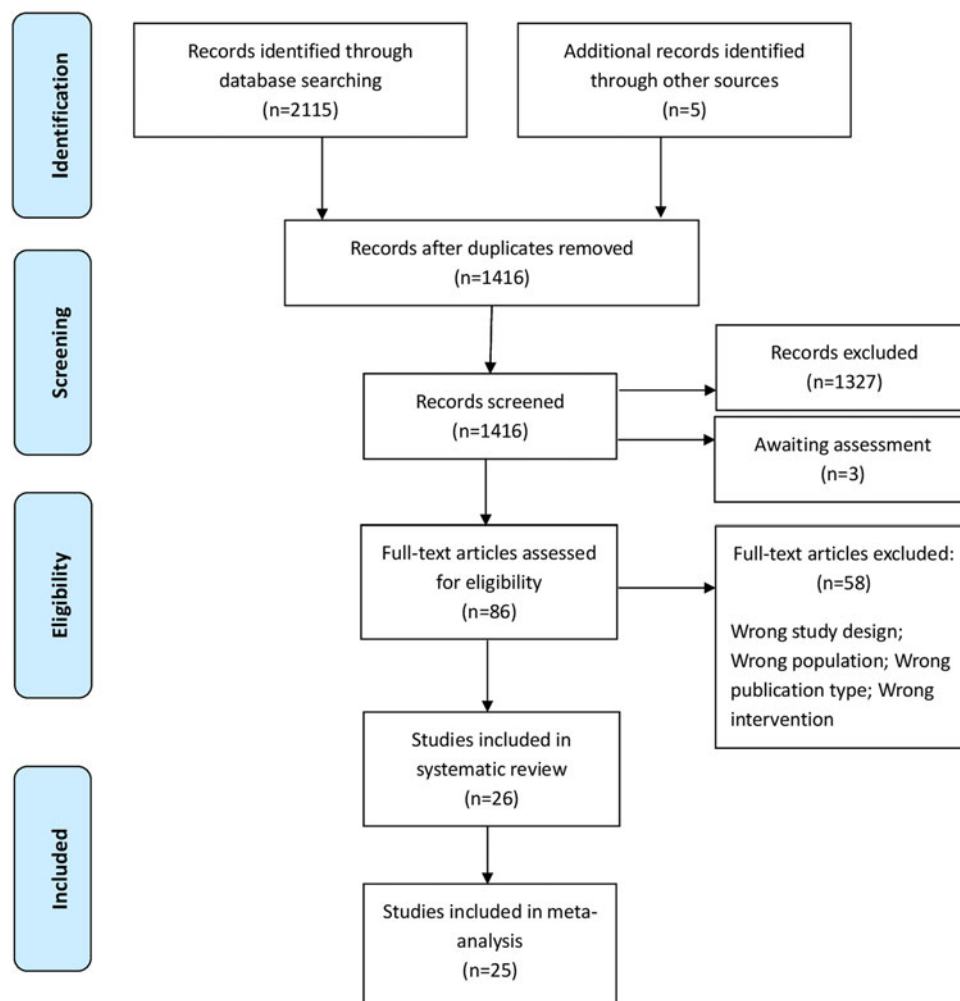 Identification
Records identified through
database searching
(n=2115)
Additional records identified
through other sources
(n=5)
Records after duplicates removed
(n=1416)
Screening
Records screened
(n=1416)
Records excluded
(n=1327)
Awaiting assessment
(n=3)
Eligibility
Full-text articles assessed
for eligibility
(n=86)
Full-text articles excluded:
(n=58)
Wrong study design;
Wrong population; Wrong
publication type; Wrong
intervention
Studies included in
systematic review
(n=26)
Included
Studies included in meta-
analysis
(n=25)